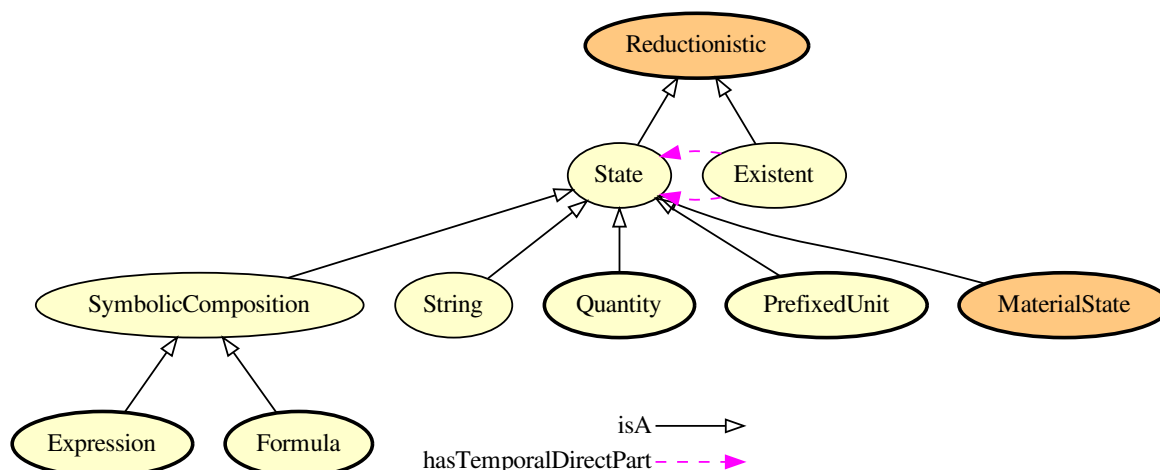 Reductionistic
State
Existent
SymbolicComposition
String
Quantity
PrefixedUnit
MaterialState
Expression
Formula
isA
hasTemporalDirectPart